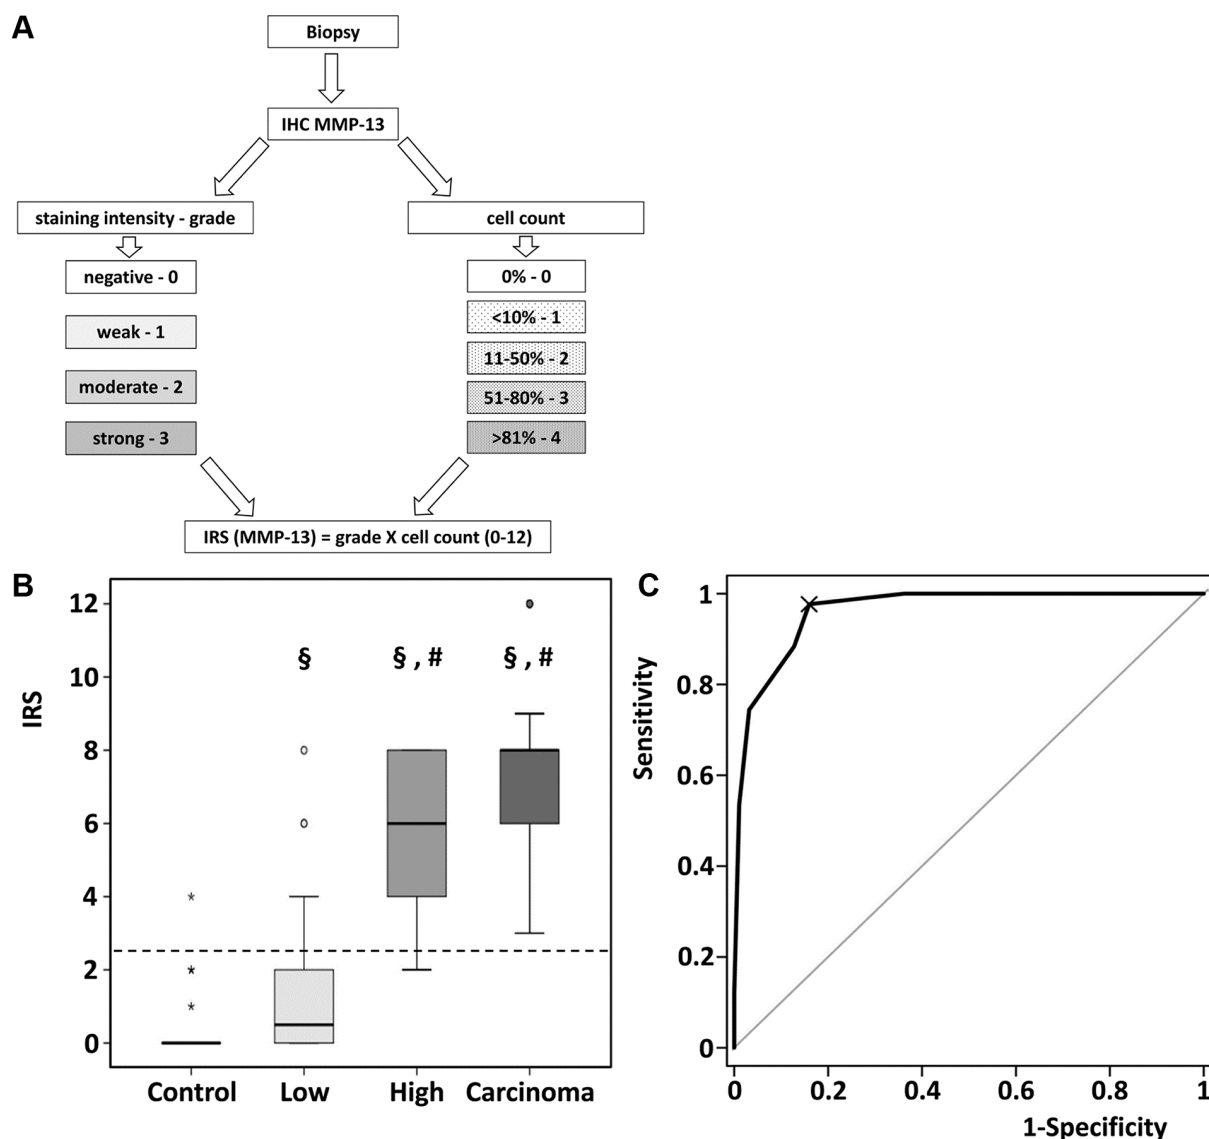 A
Biopsy
IHC MMP-13
staining intensity - grade
cell count
negative - 0
0% - 0
weak - 1
<10% - 1
11-50% - 2
moderate - 2
51-80% - 3
strong - 3
>81% - 4
IRS (MMP-13) = grade X cell count (0-12)
B
IRS
12
10
8
6
4
2
0
§
§ , #
§ , #
Control
Low
High
Carcinoma
C
Sensitivity
1
0.8
0.6
0.4
0.2
0
0
0.2
0.4
0.6
0.8
1
1-Specificity